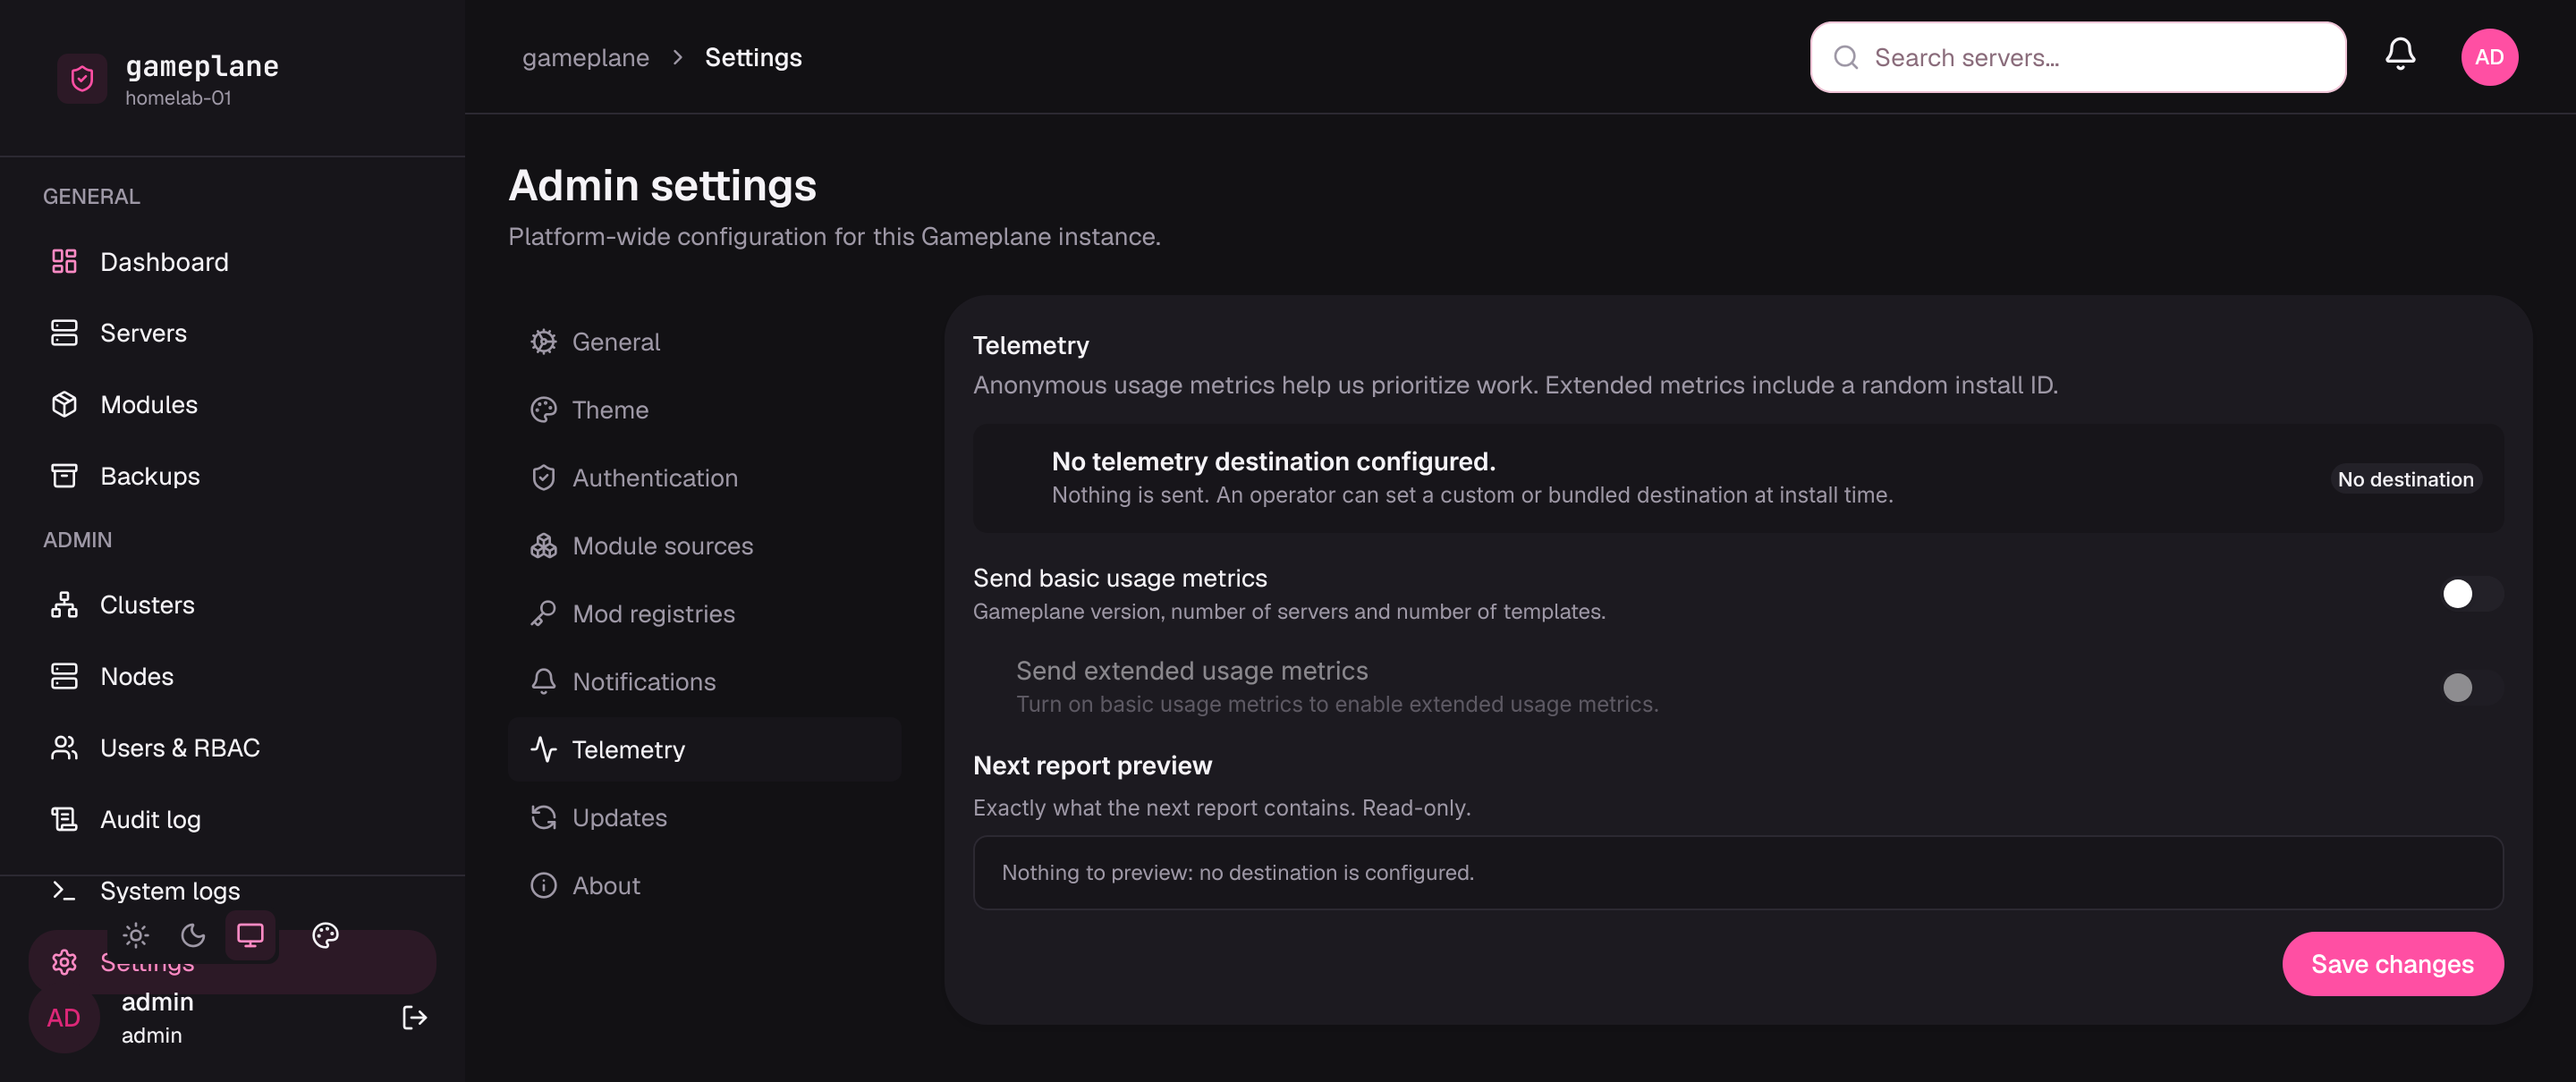 gameplane
homelab-01
GENERAL
Dashboard
Servers
Modules
Backups
ADMIN
Clusters
Nodes
Users & RBAC
Audit log
System logs
Settings
AD
admin
admin
gameplane
Settings
Search servers...
AD
Admin settings
Platform-wide configuration for this Gameplane instance.
General
Theme
Authentication
Module sources
Mod registries
Notifications
Telemetry
Updates
About
Telemetry
Anonymous usage metrics help us prioritize work. Extended metrics include a random install ID.
No telemetry destination configured.
Nothing is sent. An operator can set a custom or bundled destination at install time.
No destination
Send basic usage metrics
Gameplane version, number of servers and number of templates.
Send extended usage metrics
Turn on basic usage metrics to enable extended usage metrics.
Next report preview
Exactly what the next report contains. Read-only.
Nothing to preview: no destination is configured.
Save changes